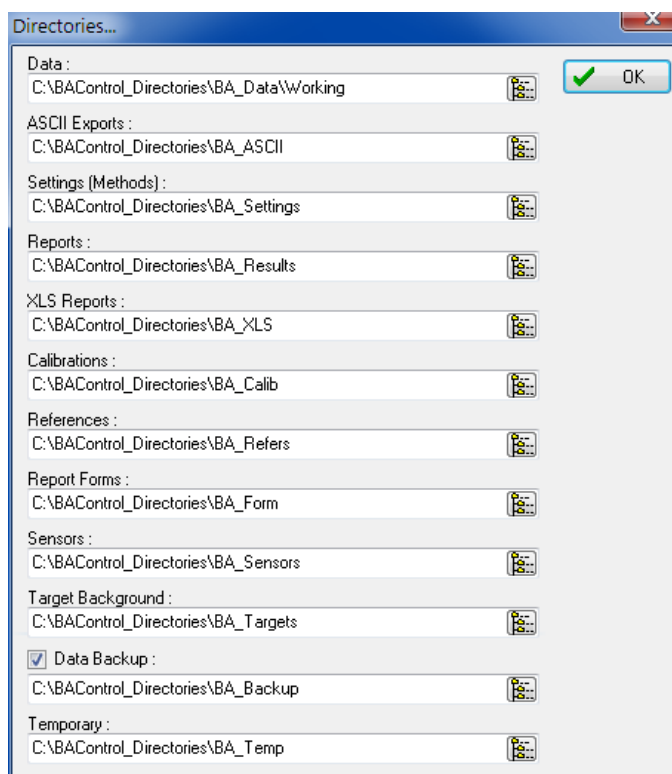 Directories...
Data :
C:\BAControl_Directories\BA_Data\Working
OK
ASCII Exports :
C:\BAControl_Directories\BA_ASCII
Settings (Methods) :
C:\BAControl_Directories\BA_Settings
Reports :
C:\BAControl_Directories\BA_Results
XLS Reports :
C:\BAControl_Directories\BA_XLS
Calibrations :
C:\BAControl_Directories\BA_Calib
References :
C:\BAControl_Directories\BA_Refers
Report Forms :
C:\BAControl_Directories\BA_Form
Sensors :
C:\BAControl_Directories\BA_Sensors
Target Background :
C:\BAControl_Directories\BA_Targets
Data Backup :
C:\BAControl_Directories\BA_Backup
Temporary :
C:\BAControl_Directories\BA_Temp